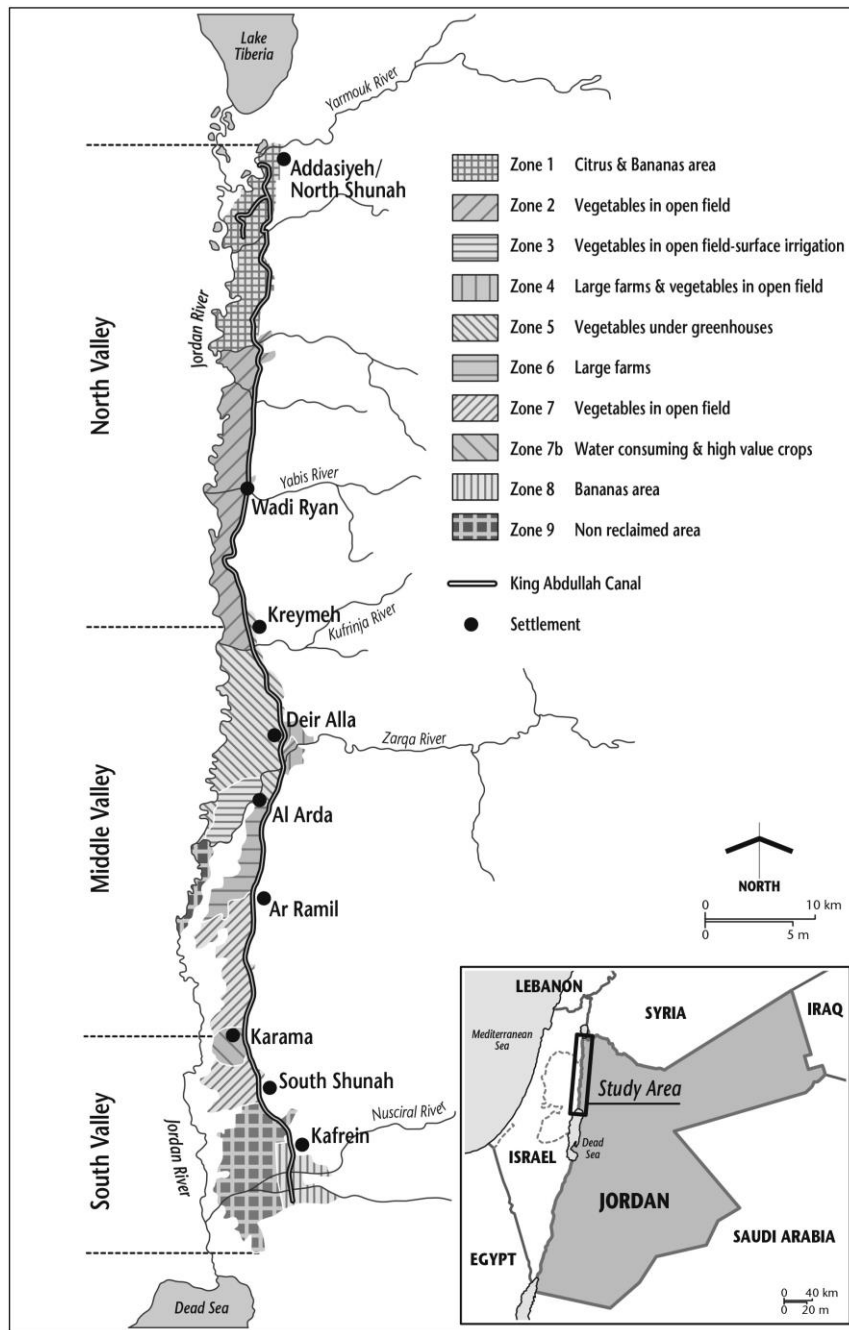 Lake
Tiberia
Yarmouk River
Addasiyeh/
North Shunah
Jordan River
North Valley
Yabis River
Wadi Ryan
Kreymeh
Kufrinja River
Deir Alla
Zarqa River
Middle Valley
Al Arda
Ar Ramil
Karama
South Shunah
Nusciral River
Kafrein
South Valley
Jordan River
Dead Sea
Zone 1 Citrus & Bananas area
Zone 2 Vegetables in open field
Zone 3 Vegetables in open field-surface irrigation
Zone 4 Large farms & vegetables in open field
Zone 5 Vegetables under greenhouses
Zone 6 Large farms
Zone 7 Vegetables in open field
Zone 7b Water consuming & high value crops
Zone 8 Bananas area
Zone 9 Non reclaimed area
King Abdullah Canal
Settlement
NORTH
0 10 km
0 5 m
LEBANON
SYRIA
IRAQ
Mediterranean
Sea
Study Area
Dead
Sea
ISRAEL
JORDAN
SAUDI ARABIA
EGYPT
0 40 km
0 20 m